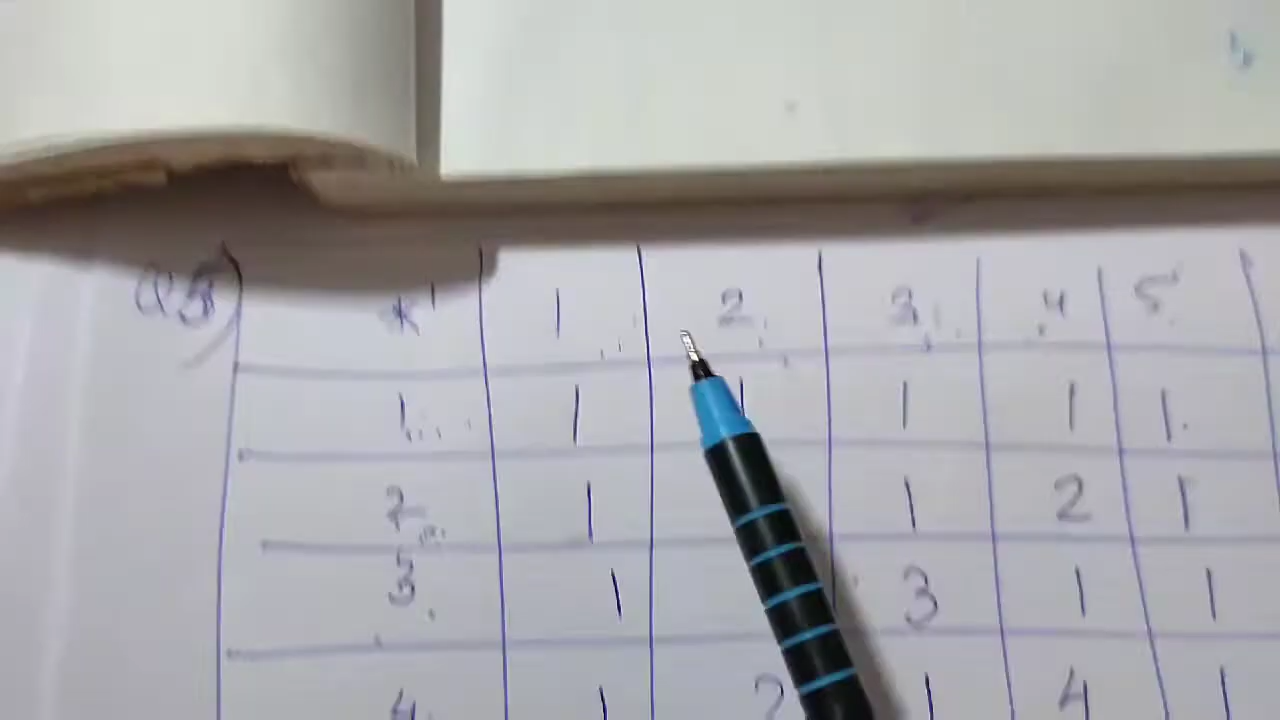 Q5) *' 1 2 3 4 5
1 1 1 1 1 1
2 1 1 2 1
3 1 3 1 1
4 1 2 1 4 1